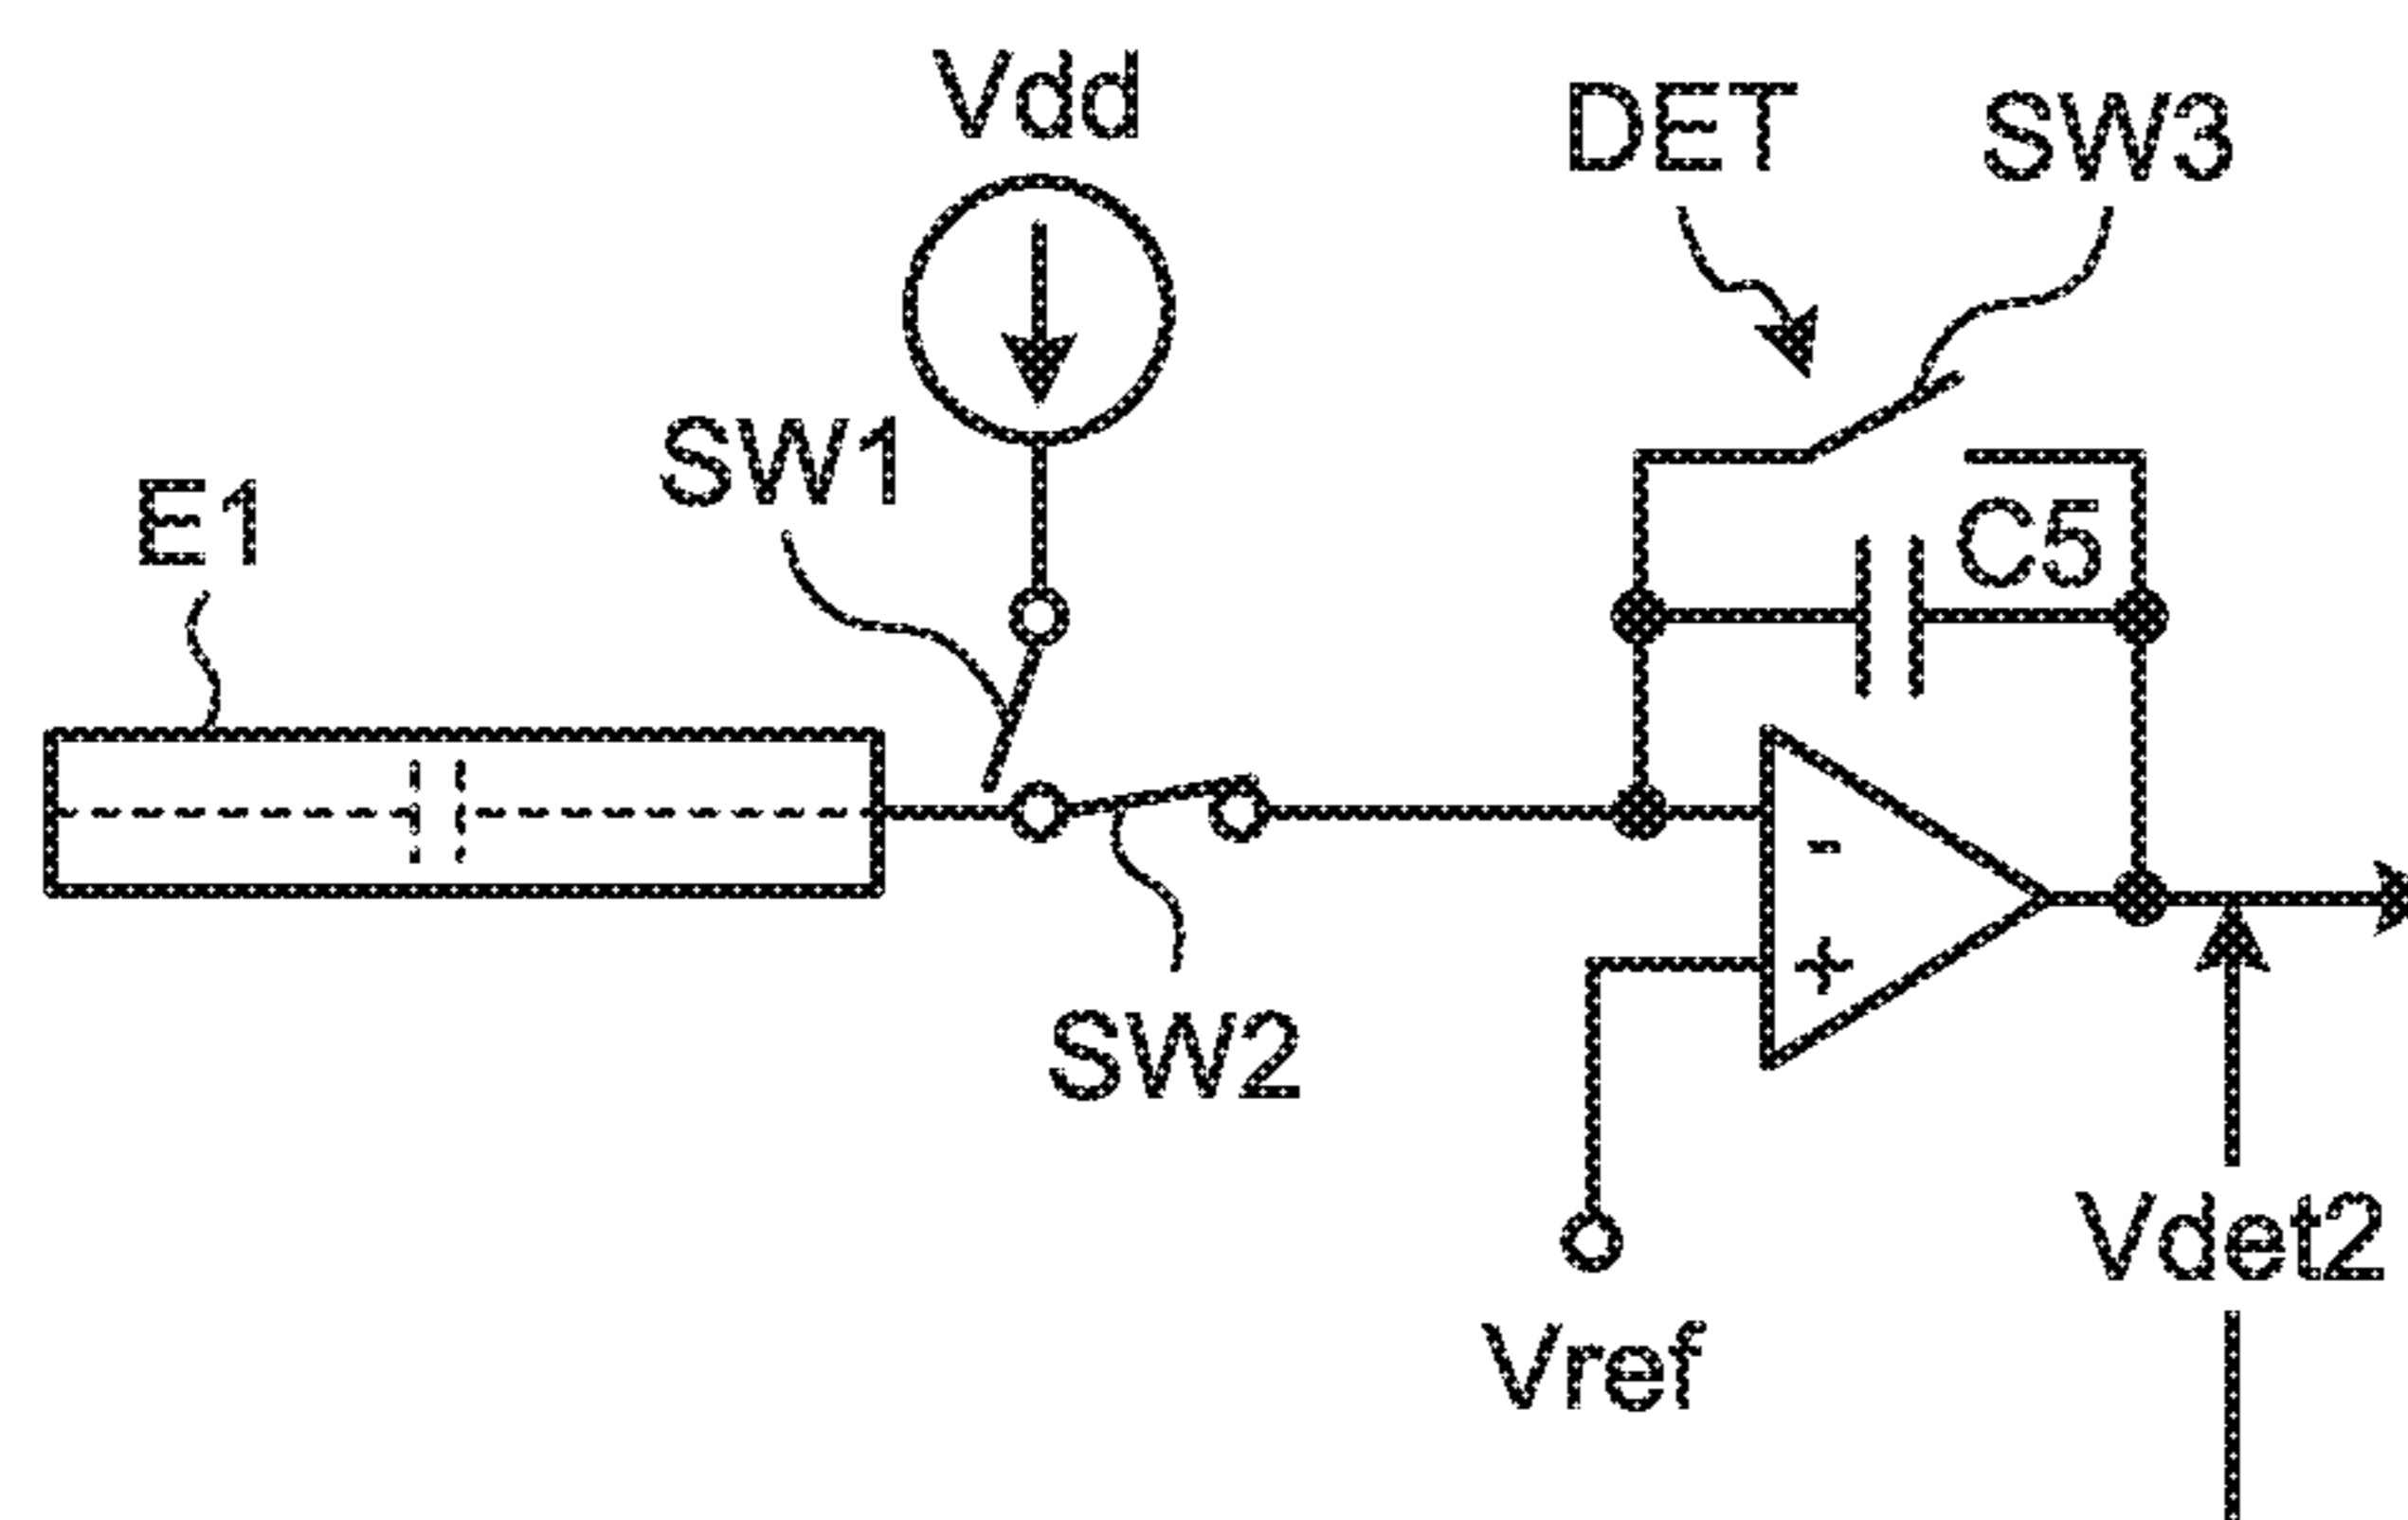 Vdd
DET
SW3
SW1
E1
C5
-
+
SW2
Vdet2
Vref